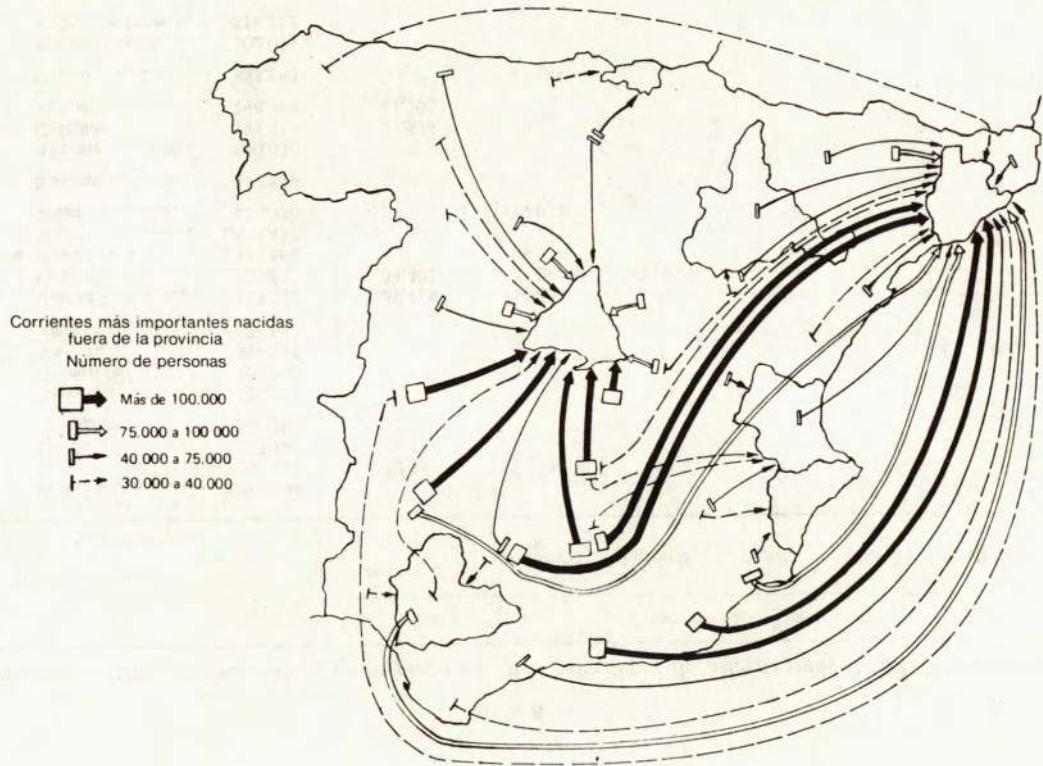 Corrientes más importantes nacidas
fuera de la provincia
Número de personas
Más de 100.000
75.000 a 100 000
40.000 a 75.000
30.000 a 40.000